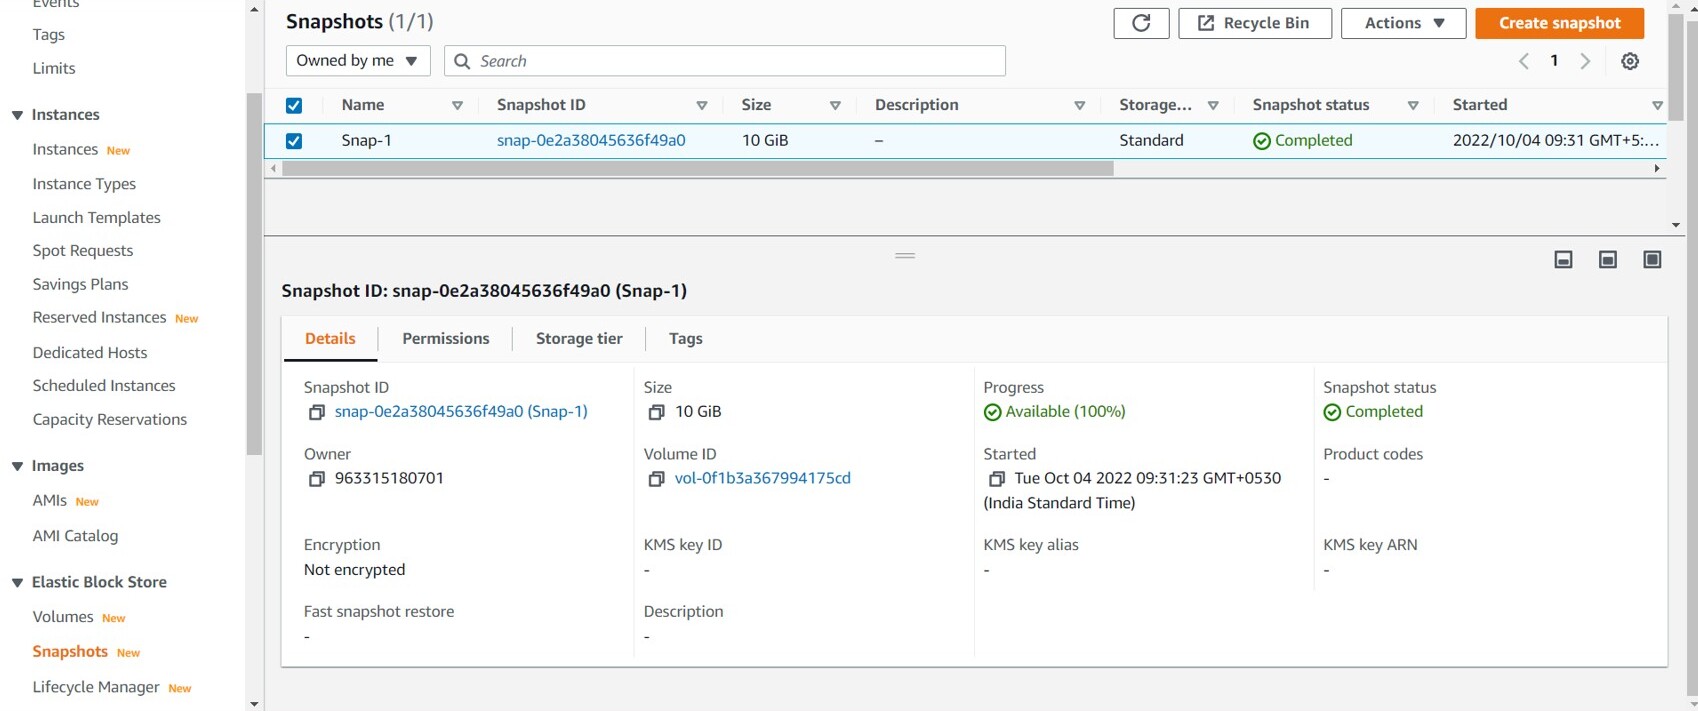 Events
Tags
Limits
Instances
Instances New
Instance Types
Launch Templates
Spot Requests
Savings Plans
Reserved Instances New
Dedicated Hosts
Scheduled Instances
Capacity Reservations
Images
AMIs New
AMI Catalog
Elastic Block Store
Volumes New
Snapshots New
Lifecycle Manager New
Snapshots (1/1)
Recycle Bin
Actions
Create snapshot
Owned by me
Search
1
Name Snapshot ID Size Description Storage... Snapshot status Started
Snap-1 snap-0e2a38045636f49a0 10 GiB – Standard Completed 2022/10/04 09:31 GMT+5:...
Snapshot ID: snap-0e2a38045636f49a0 (Snap-1)
Details Permissions Storage tier Tags
Snapshot ID Size Progress Snapshot status
snap-0e2a38045636f49a0 (Snap-1) 10 GiB Available (100%) Completed
Owner Volume ID Started Product codes
963315180701 vol-0f1b3a367994175cd Tue Oct 04 2022 09:31:23 GMT+0530 -
(India Standard Time)
Encryption KMS key ID KMS key alias KMS key ARN
Not encrypted - - -
Fast snapshot restore Description
- -